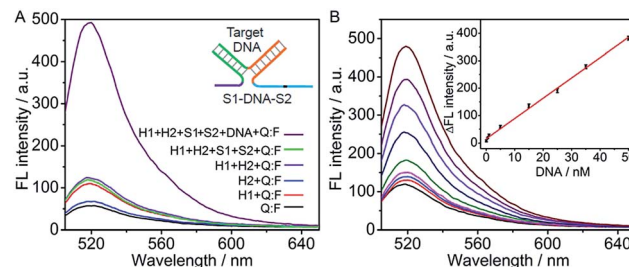 A
500
400
300
200
100
0
FL intensity / a.u.
520
560
600
640
Wavelength / nm
Target
DNA
S1-DNA-S2
H1+H2+S1+S2+DNA+Q:F
H1+H2+S1+S2+Q:F
H1+H2+Q:F
H2+Q:F
H1+Q:F
Q:F
B
500
400
300
250
200
150
100
50
0
FL intensity / a.u.
520
560
600
640
Wavelength / nm
400
300
200
100
0
ΔFL intensity / a.u.
0
10
20
30
40
DNA / nM